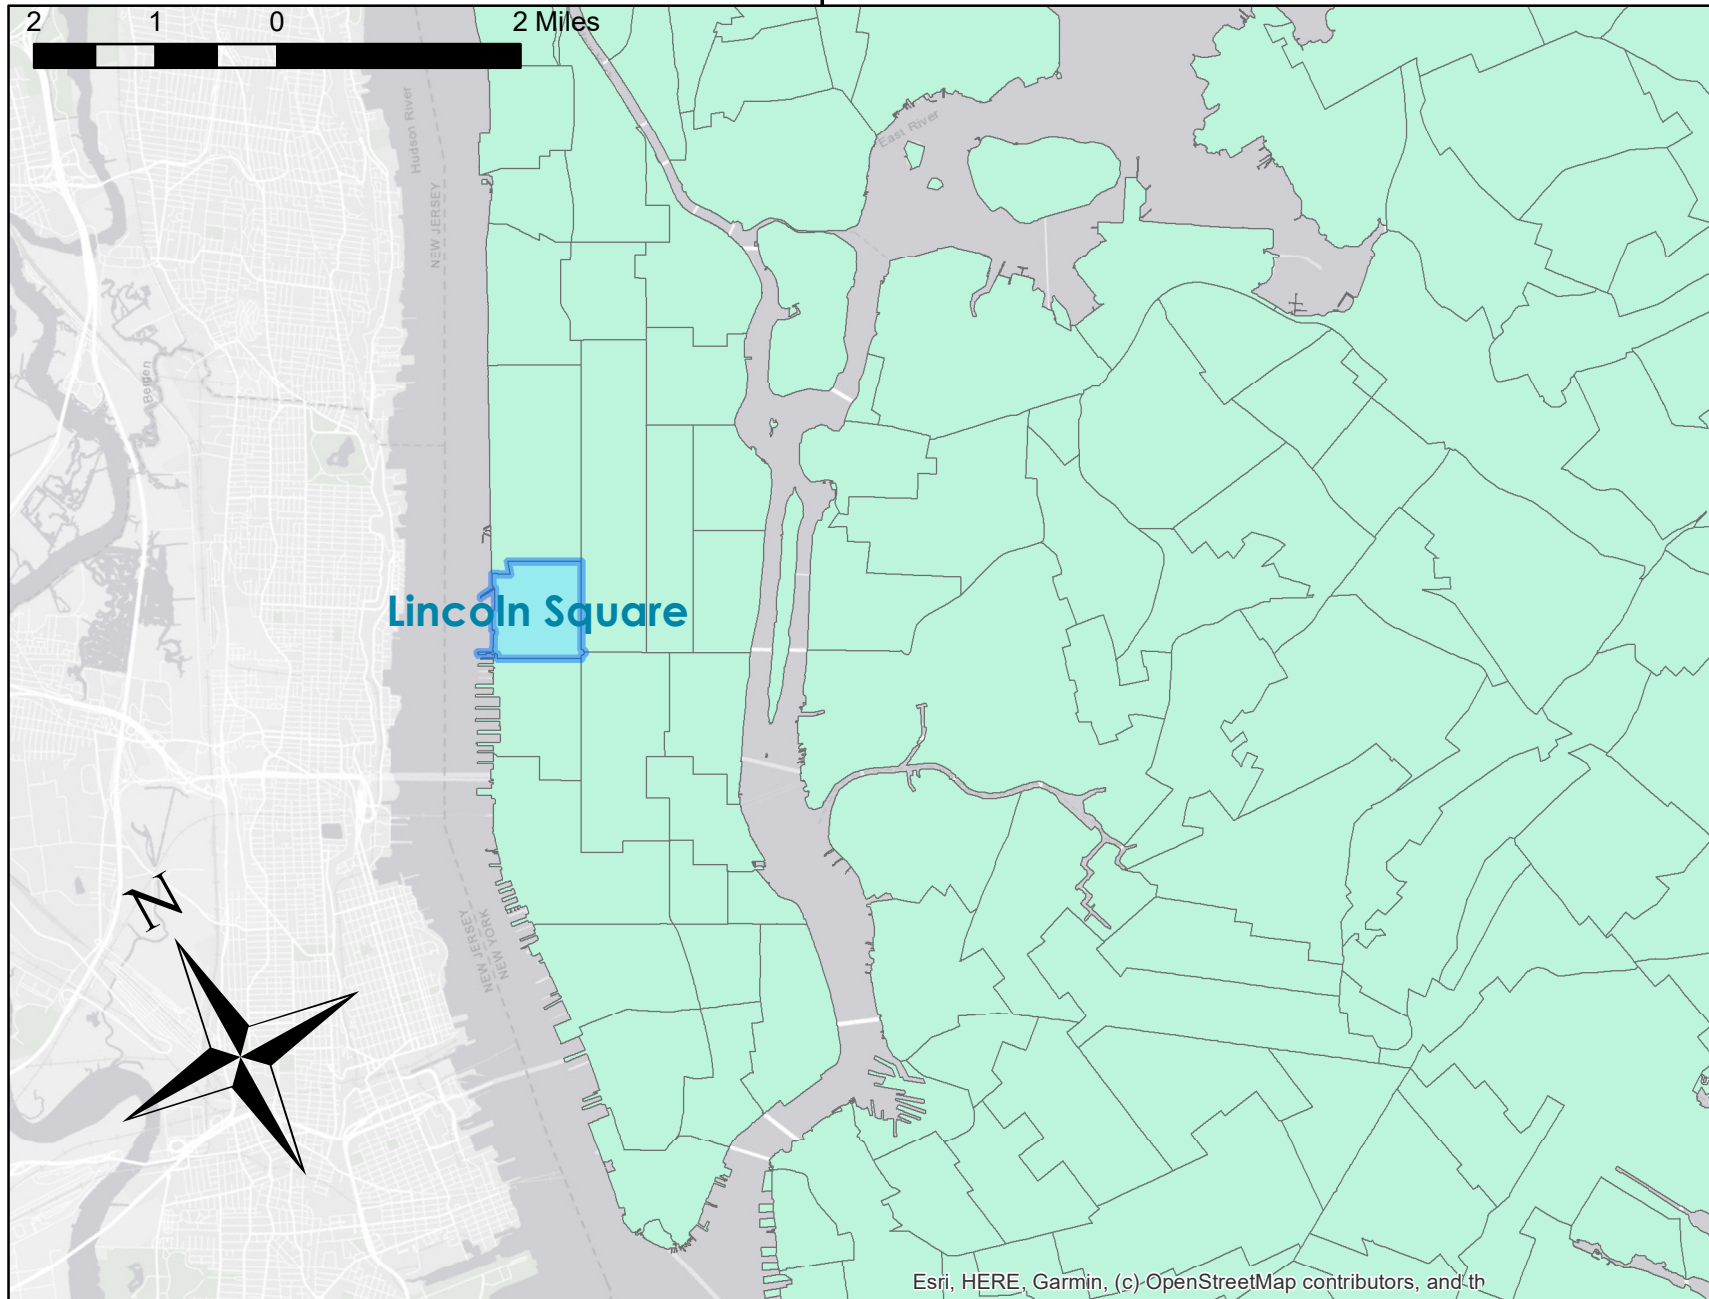 2 1 0 2 Miles
Hudson River
East River
NEW JERSEY
Bergen
Lincoln Square
N
NEW JERSEY
NEW YORK
Esri, HERE, Garmin, (c) OpenStreetMap contributors, and th